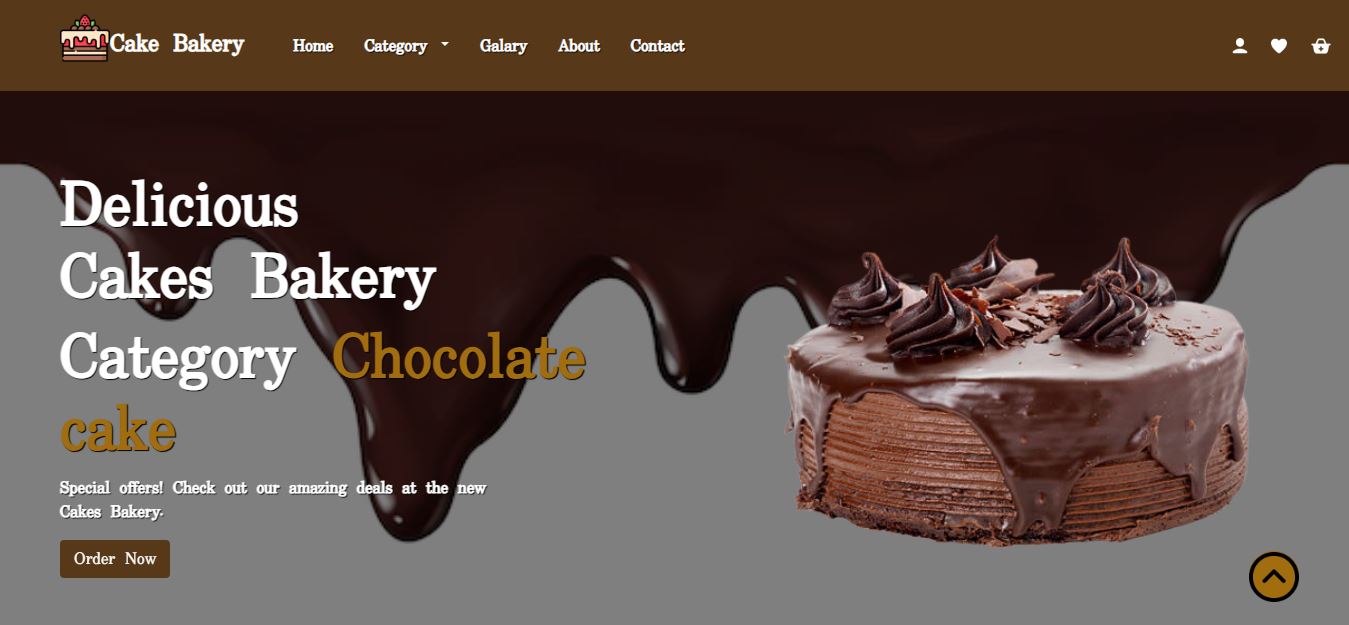 Cake Bakery
Home Category Galary About Contact
Delicious
Cakes Bakery
Category Chocolate
cake
Special offers! Check out our amazing deals at the new
Cakes Bakery.
Order Now